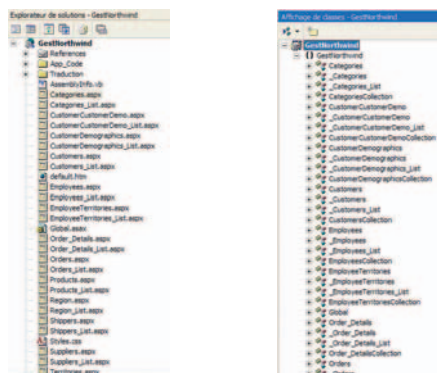 Explorateur de solutions - GestNorthwind
GestNorthwind
References
App_Code
Traduction
AssemblyInfo.vb
Categories.aspx
Categories_List.aspx
CustomerCustomerDemo.aspx
CustomerCustomerDemo_List.aspx
CustomerDemographics.aspx
CustomerDemographics_List.aspx
Customers.aspx
Customers_List.aspx
default.htm
Employees.aspx
Employees_List.aspx
EmployeeTerritories.aspx
EmployeeTerritories_List.aspx
Global.asax
Order_Details.aspx
Order_Details_List.aspx
Orders.aspx
Orders_List.aspx
Products.aspx
Products_List.aspx
Region.aspx
Region_List.aspx
Shippers.aspx
Shippers_List.aspx
Styles.css
Suppliers.aspx
Suppliers_List.aspx
Territories.aspx
Affichage de classes - GestNorthwind
GestNorthwind
{} GestNorthwind
Categories
_Categories
_Categories_List
CategoriesCollection
CustomerCustomerDemo
_CustomerCustomerDemo
_CustomerCustomerDemo_List
CustomerCustomerDemoCollection
CustomerDemographics
_CustomerDemographics
_CustomerDemographics_List
CustomerDemographicsCollection
Customers
_Customers
_Customers_List
CustomersCollection
Employees
_Employees
_Employees_List
EmployeesCollection
EmployeeTerritories
_EmployeeTerritories
_EmployeeTerritories_List
EmployeeTerritoriesCollection
Global
Order_Details
_Order_Details
_Order_Details_List
Order_DetailsCollection
Orders
_Orders